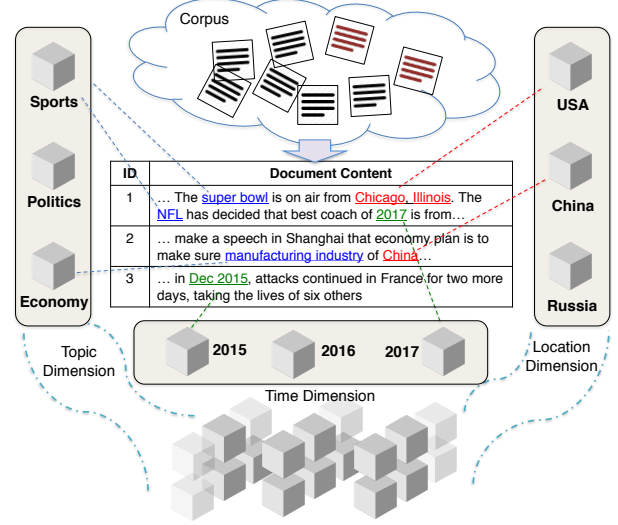 Corpus
Sports
Politics
Economy
USA
China
Russia
ID Document Content
1 … The super bowl is on air from Chicago, Illinois. The
NFL has decided that best coach of 2017 is from…
2 … make a speech in Shanghai that economy plan is to
make sure manufacturing industry of China…
3 … in Dec 2015, attacks continued in France for two more
days, taking the lives of six others
2015 2016 2017
Topic
Dimension
Location
Dimension
Time Dimension